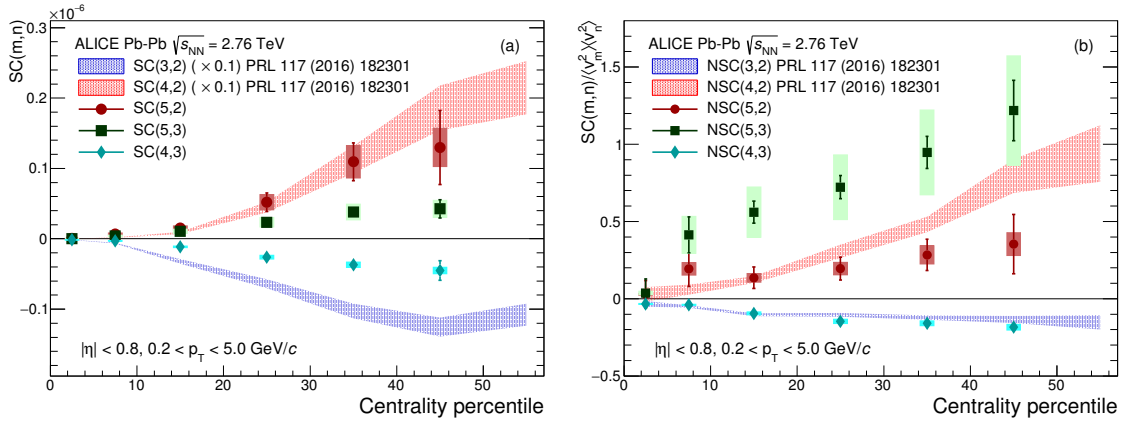 ×10⁻⁶
SC(m,n)
0.3
0.2
0.1
0
−0.1
ALICE Pb-Pb √sNN = 2.76 TeV
(a)
SC(3,2) (×0.1) PRL 117 (2016) 182301
SC(4,2) (×0.1) PRL 117 (2016) 182301
SC(5,2)
SC(5,3)
SC(4,3)
|η| < 0.8, 0.2 < pT < 5.0 GeV/c
0 10 20 30 40 50
Centrality percentile
SC(m,n)/⟨v²m⟩⟨v²n⟩
1.5
1
0.5
0
−0.5
ALICE Pb-Pb √sNN = 2.76 TeV
(b)
NSC(3,2) PRL 117 (2016) 182301
NSC(4,2) PRL 117 (2016) 182301
NSC(5,2)
NSC(5,3)
NSC(4,3)
|η| < 0.8, 0.2 < pT < 5.0 GeV/c
0 10 20 30 40 50
Centrality percentile